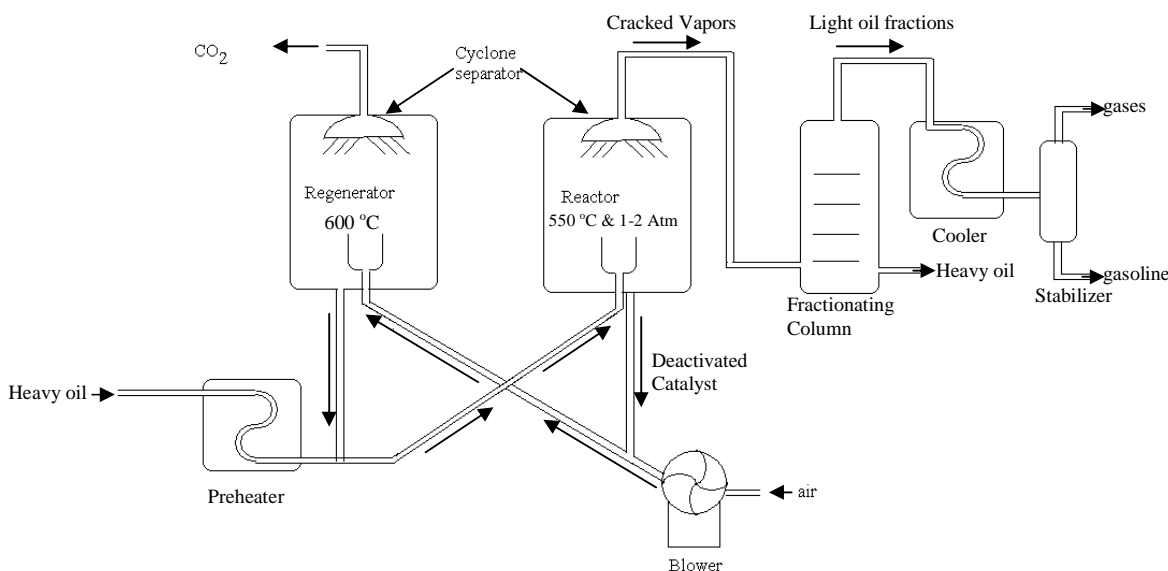 Cracked Vapors
Light oil fractions
CO2
Cyclone
separator
gases
Regenerator
600 °C
Reactor
550 °C & 1-2 Atm
Cooler
Heavy oil
gasoline
Stabilizer
Fractionating
Column
Deactivated
Catalyst
Heavy oil
Preheater
air
Blower